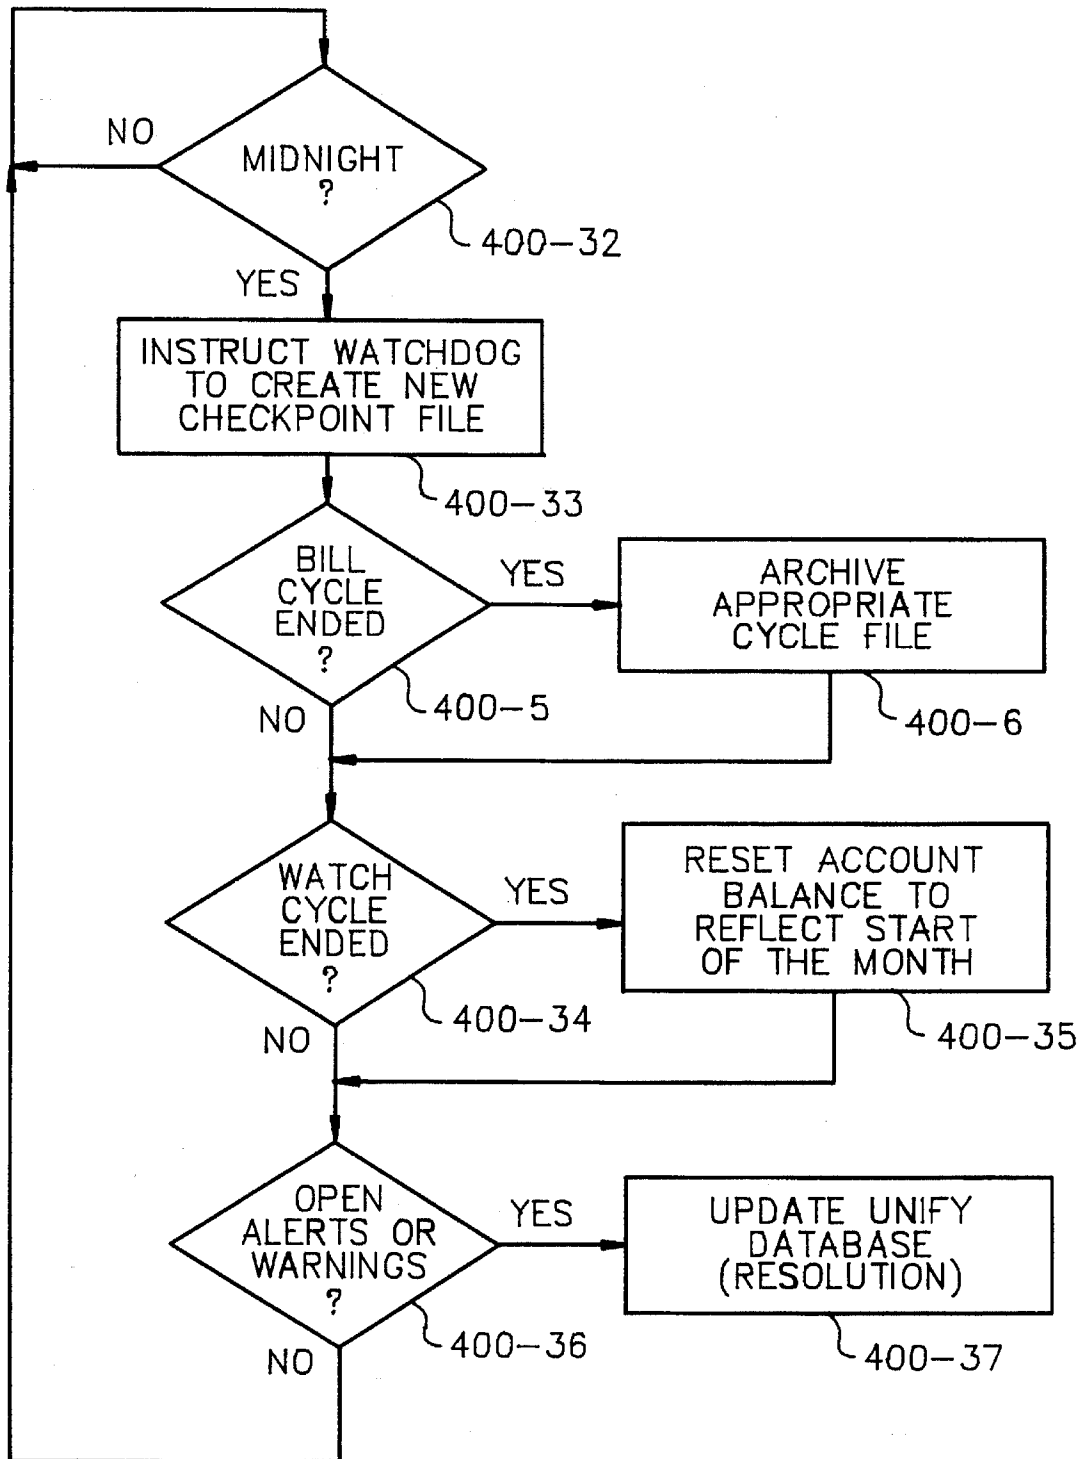 NO
MIDNIGHT
?
400-32
YES
INSTRUCT WATCHDOG
TO CREATE NEW
CHECKPOINT FILE
400-33
BILL
CYCLE
ENDED
?
YES
400-5
NO
ARCHIVE
APPROPRIATE
CYCLE FILE
400-6
WATCH
CYCLE
ENDED
?
YES
400-34
NO
RESET ACCOUNT
BALANCE TO
REFLECT START
OF THE MONTH
400-35
OPEN
ALERTS OR
WARNINGS
?
YES
400-36
NO
UPDATE UNIFY
DATABASE
(RESOLUTION)
400-37